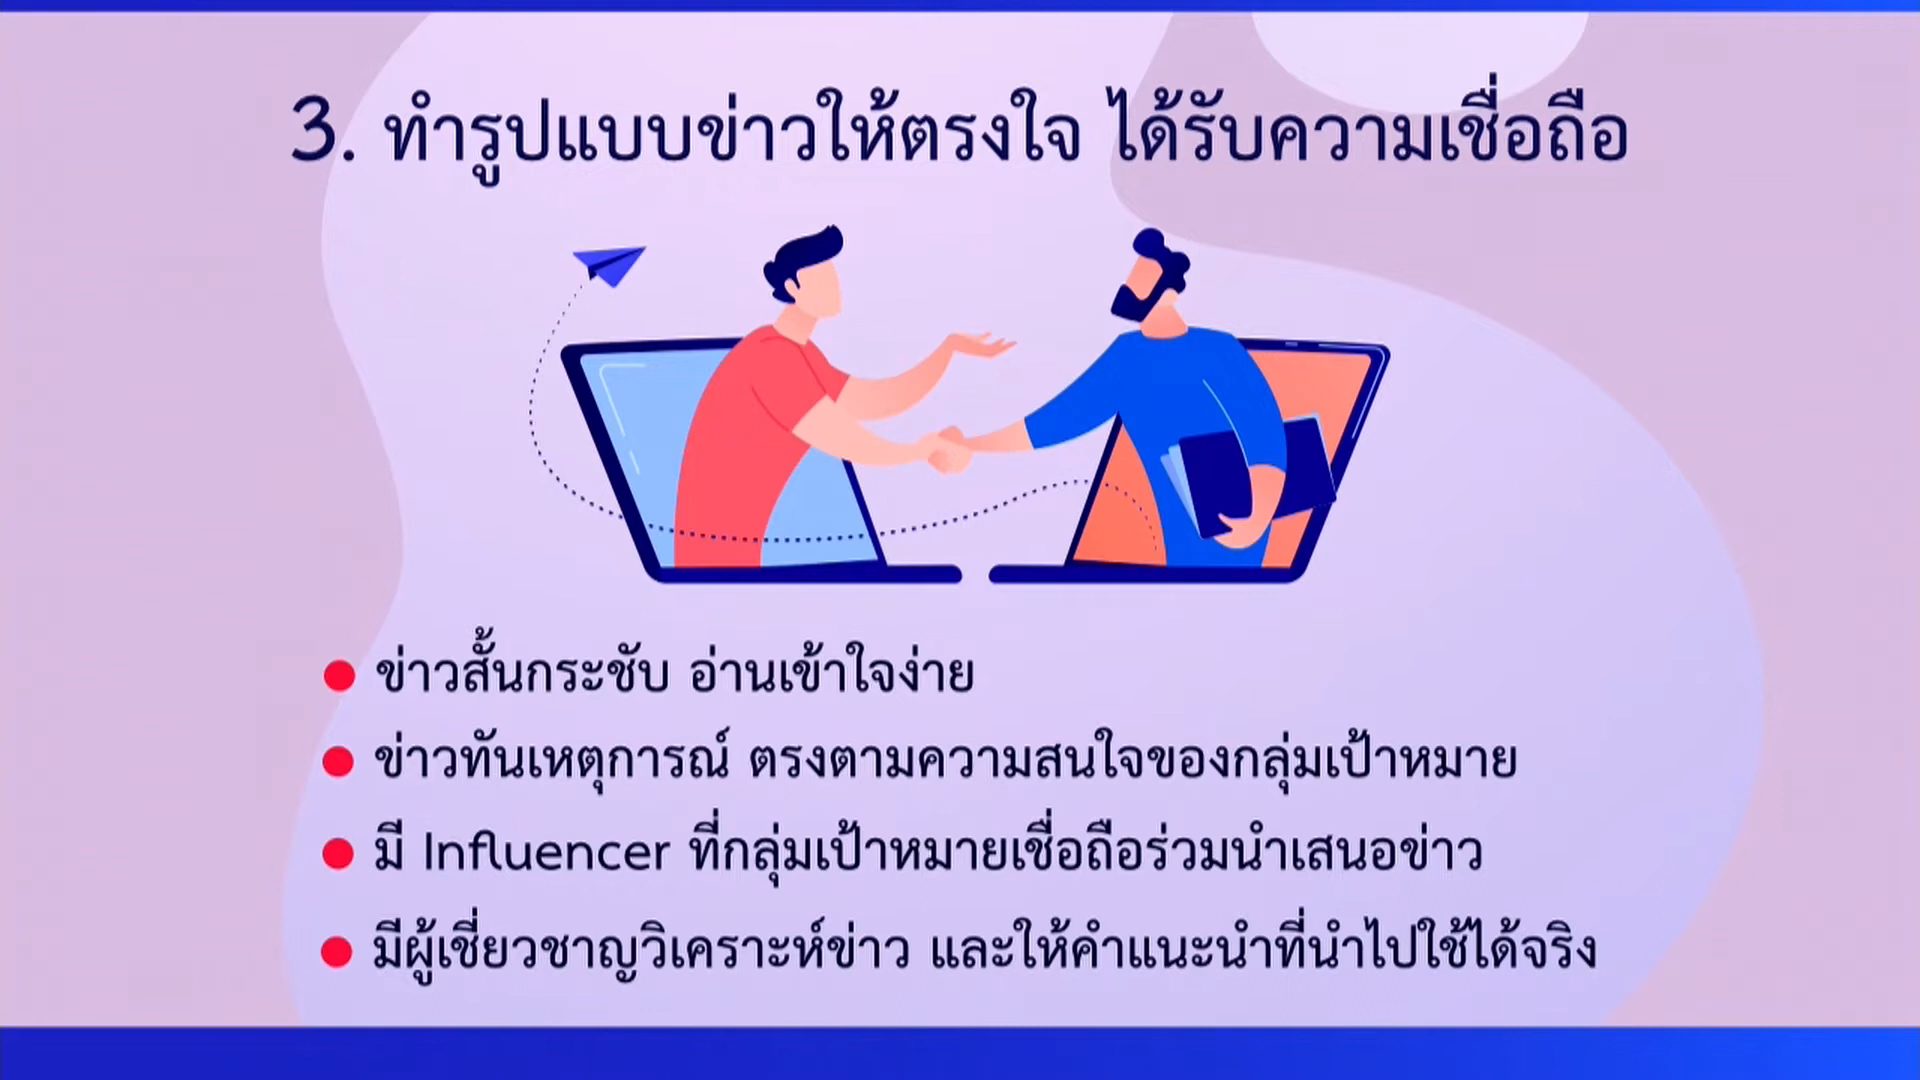 3. ทำรูปแบบข่าวให้ตรงใจ ได้รับความเชื่อถือ
ข่าวสั้นกระชับ อ่านเข้าใจง่าย
ข่าวทันเหตุการณ์ ตรงตามความสนใจของกลุ่มเป้าหมาย
มี Influencer ที่กลุ่มเป้าหมายเชื่อถือร่วมนำเสนอข่าว
มีผู้เชี่ยวชาญวิเคราะห์ข่าว และให้คำแนะนำที่นำไปใช้ได้จริง